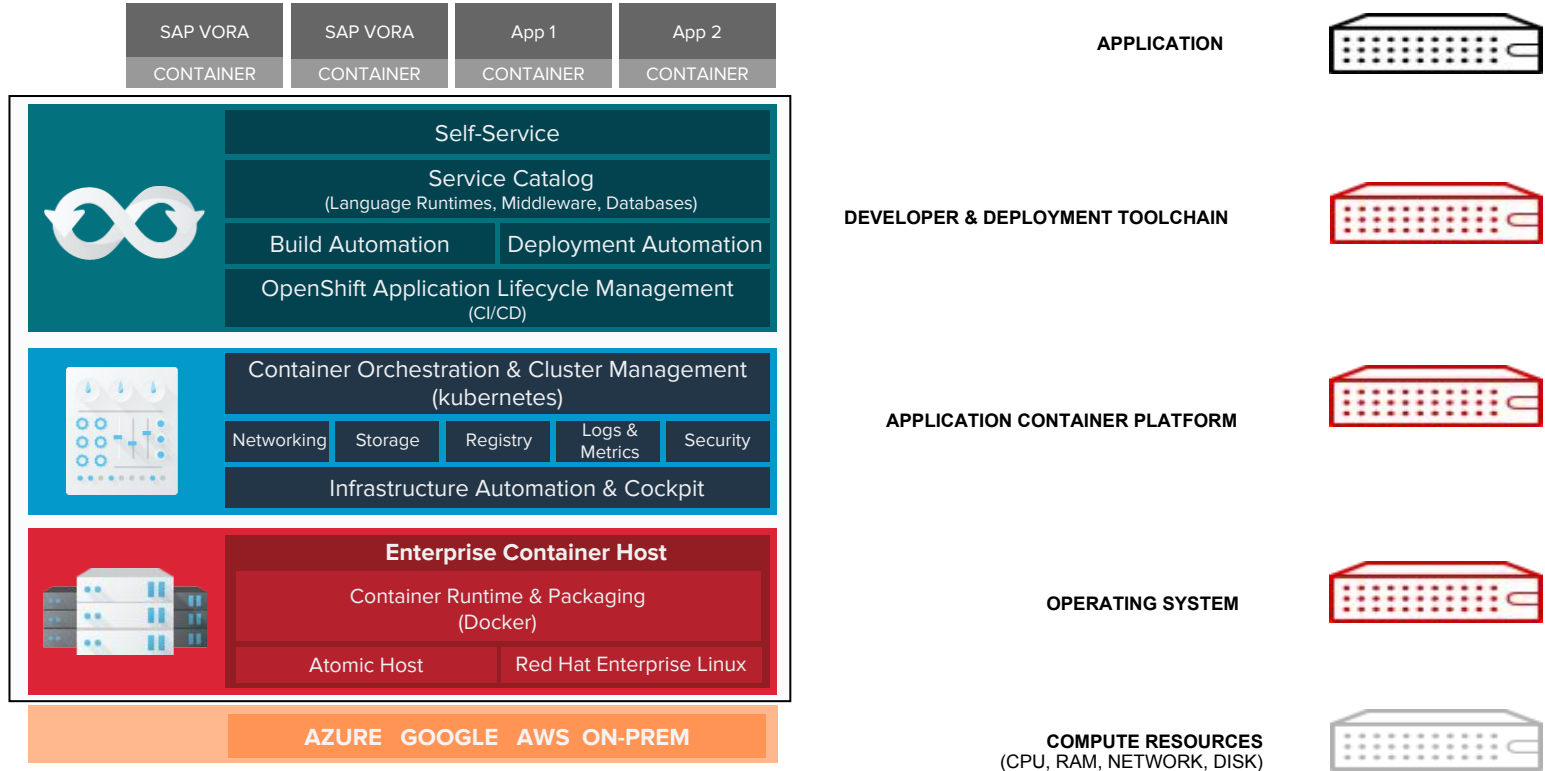 SAP VORA
SAP VORA
App 1
App 2
CONTAINER
CONTAINER
CONTAINER
CONTAINER
APPLICATION
Self-Service
Service Catalog
(Language Runtimes, Middleware, Databases)
Build Automation
Deployment Automation
OpenShift Application Lifecycle Management
(CI/CD)
DEVELOPER & DEPLOYMENT TOOLCHAIN
Container Orchestration & Cluster Management
(kubernetes)
Networking
Storage
Registry
Logs &
Metrics
Security
Infrastructure Automation & Cockpit
APPLICATION CONTAINER PLATFORM
Enterprise Container Host
Container Runtime & Packaging
(Docker)
Atomic Host
Red Hat Enterprise Linux
OPERATING SYSTEM
AZURE GOOGLE AWS ON-PREM
COMPUTE RESOURCES
(CPU, RAM, NETWORK, DISK)